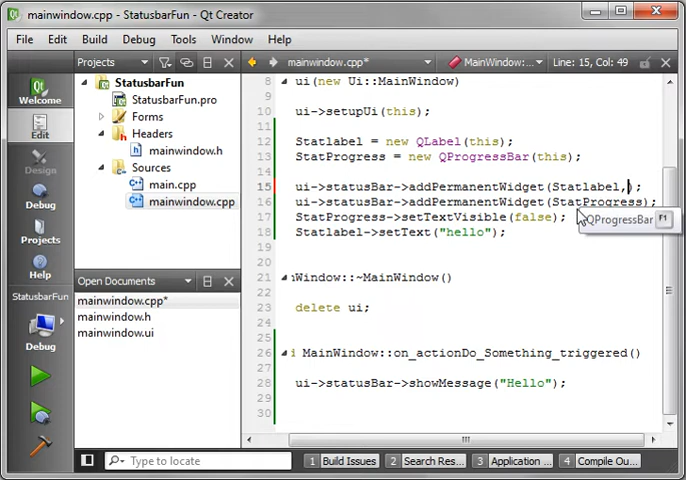 mainwindow.cpp - StatusbarFun - Qt Creator
File Edit Build Debug Tools Window Help
Projects mainwindow.cpp* MainWindow:... Line: 15, Col: 49
Welcome
Edit
Design
Debug
Projects
Help
StatusbarFun
Debug
StatusbarFun
StatusbarFun.pro
Forms
Headers
mainwindow.h
Sources
main.cpp
mainwindow.cpp
Open Documents
mainwindow.cpp*
mainwindow.h
mainwindow.ui
8 ui(new Ui::MainWindow)
9
10 ui->setupUi(this);
11
12 Statlabel = new QLabel(this);
13 StatProgress = new QProgressBar(this);
14
15 ui->statusBar->addPermanentWidget(Statlabel,);
16 ui->statusBar->addPermanentWidget(StatProgress);
17 StatProgress->setTextVisible(false);
18 Statlabel->setText("hello");
QProgressBar F1
21 ₁Window::~MainWindow()
22
23 delete ui;
24
25
26 i MainWindow::on_actionDo_Something_triggered()
27
28 ui->statusBar->showMessage("Hello");
29
30
Type to locate 1 Build Issues 2 Search Res... 3 Application ... 4 Compile Ou...